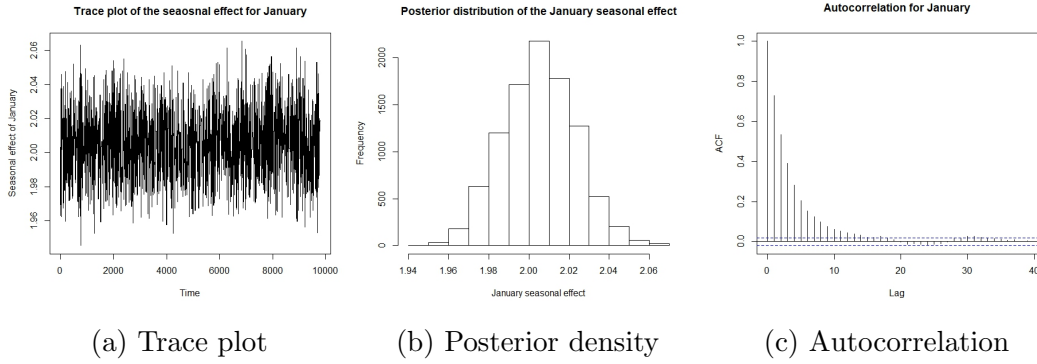 Trace plot of the seaosnal effect for January
Seasonal effect of January
2.06
2.04
2.02
2.00
1.98
1.96
0 2000 4000 6000 8000 10000
Time
(a) Trace plot
Posterior distribution of the January seasonal effect
Frequency
2000
1500
1000
500
0
1.94 1.96 1.98 2.00 2.02 2.04 2.06
January seasonal effect
(b) Posterior density
Autocorrelation for January
ACF
1.0
0.8
0.6
0.4
0.2
0.0
0 10 20 30 40
Lag
(c) Autocorrelation